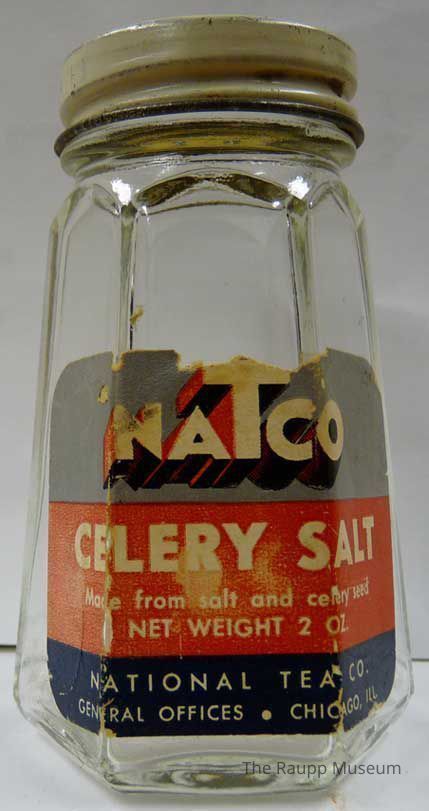 NATCO
CELERY SALT
Made from salt and celery seed
NET WEIGHT 2 OZ.
NATIONAL TEA CO.
GENERAL OFFICES • CHICAGO, ILL
The Raupp Museum